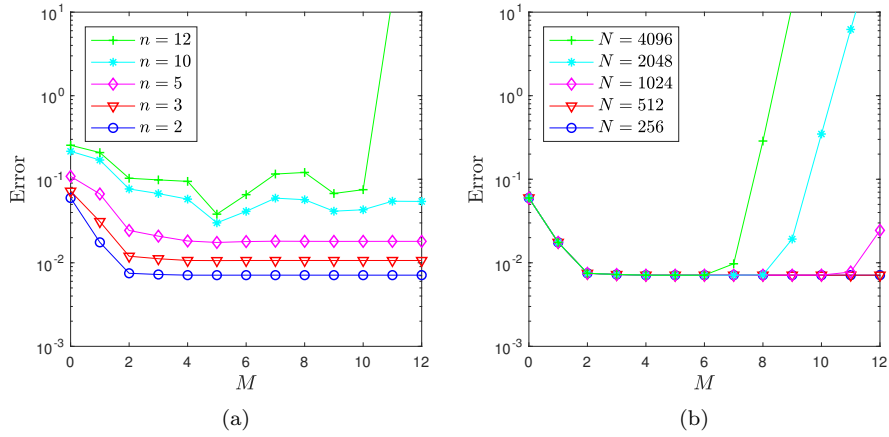 10^1
10^0
10^-1
10^-2
10^-3
Error
n = 12
n = 10
n = 5
n = 3
n = 2
0 2 4 6 8 10 12
M
(a)
10^1
10^0
10^-1
10^-2
10^-3
Error
N = 4096
N = 2048
N = 1024
N = 512
N = 256
0 2 4 6 8 10 12
M
(b)